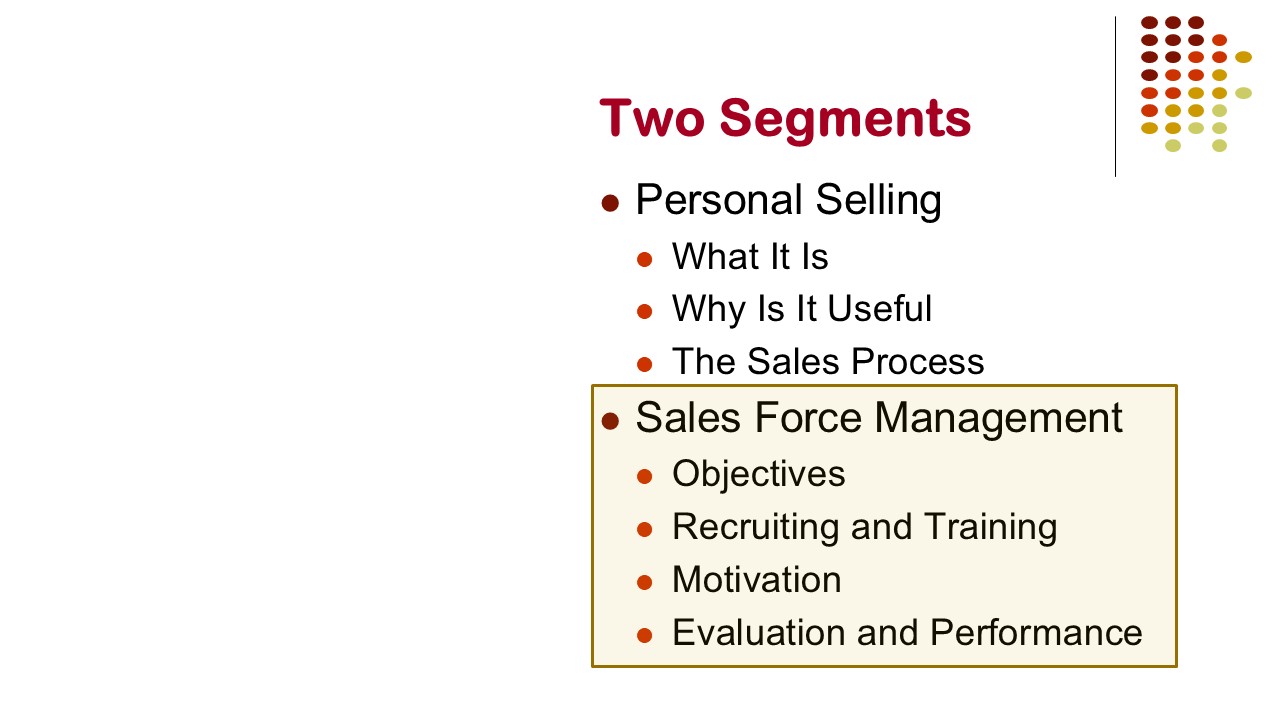 Two Segments
Personal Selling
What It Is
Why Is It Useful
The Sales Process
Sales Force Management
Objectives
Recruiting and Training
Motivation
Evaluation and Performance